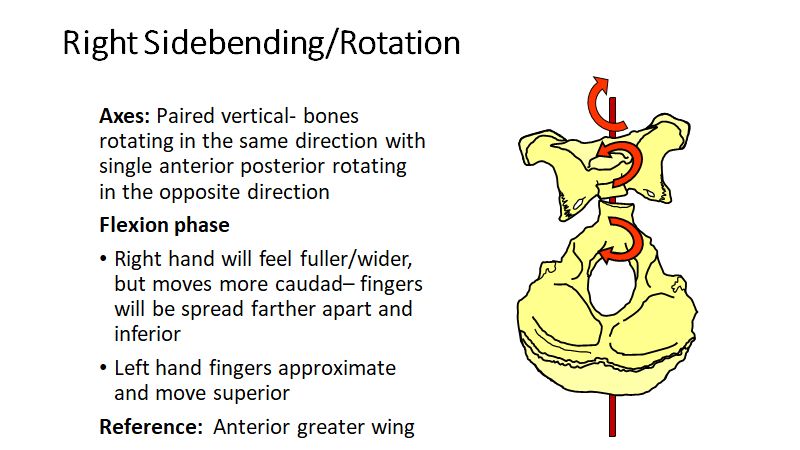 Right Sidebending/Rotation
Axes: Paired vertical- bones
rotating in the same direction with
single anterior posterior rotating
in the opposite direction
Flexion phase
• Right hand will feel fuller/wider,
but moves more caudad– fingers
will be spread farther apart and
inferior
• Left hand fingers approximate
and move superior
Reference: Anterior greater wing